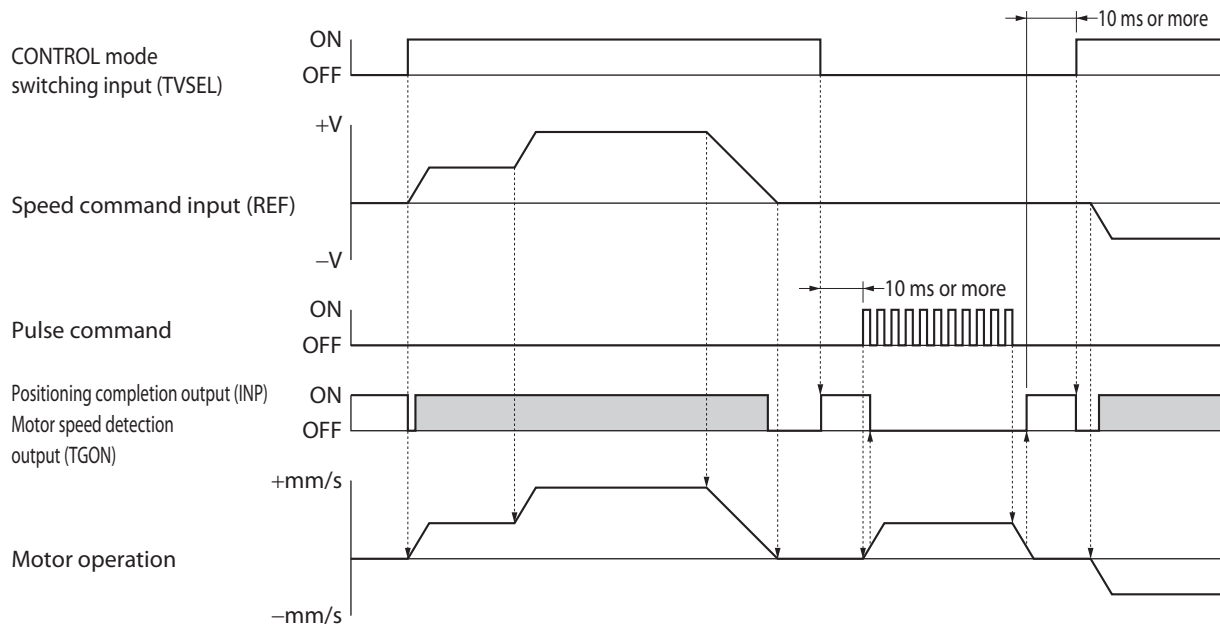 10 ms or more
CONTROL mode
switching input (TVSEL)
ON
OFF
+V
Speed command input (REF)
−V
10 ms or more
Pulse command
ON
OFF
Positioning completion output (INP)
Motor speed detection
output (TGON)
ON
OFF
+mm/s
Motor operation
−mm/s